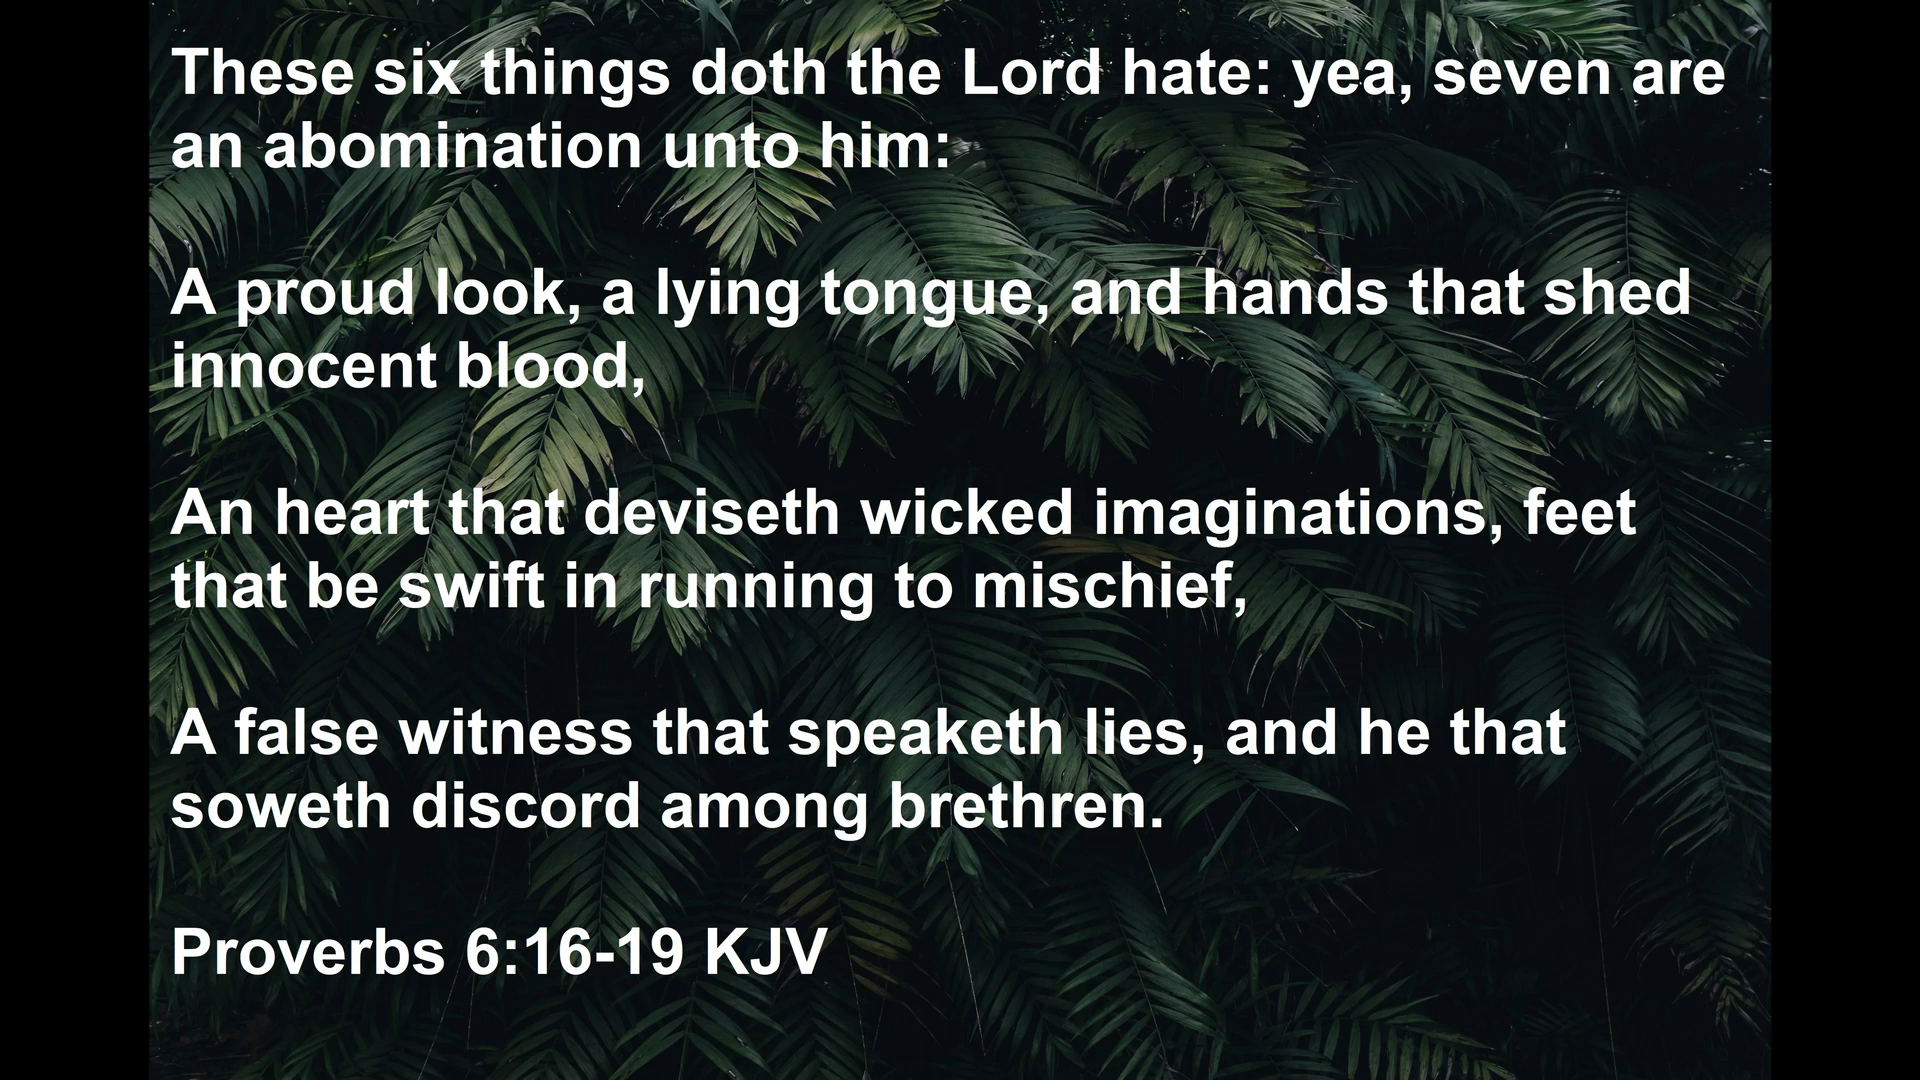 These six things doth the Lord hate: yea, seven are
an abomination unto him:
A proud look, a lying tongue, and hands that shed
innocent blood,
An heart that deviseth wicked imaginations, feet
that be swift in running to mischief,
A false witness that speaketh lies, and he that
soweth discord among brethren.
Proverbs 6:16-19 KJV